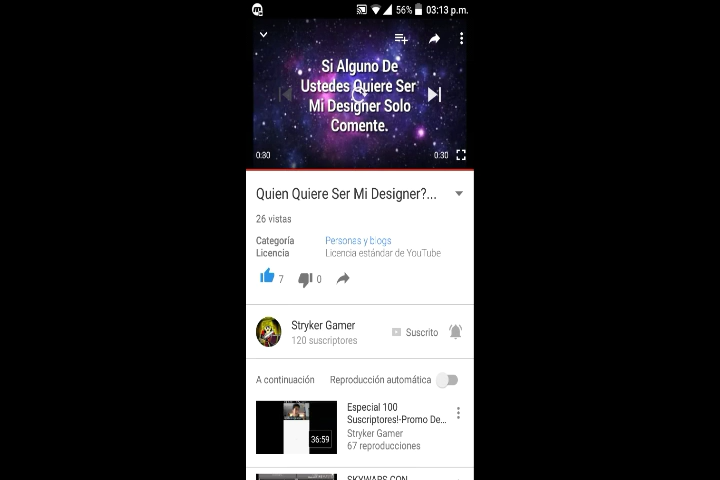 56% 03:13 p.m.
Si Alguno De
Ustedes Quiere Ser
Mi Designer Solo
Comente.
0:30 0:30
Quien Quiere Ser Mi Designer?...
26 vistas
Categoría Personas y blogs
Licencia Licencia estándar de YouTube
7 0
Stryker Gamer
120 suscriptores
Suscrito
A continuación Reproducción automática
36:59
Especial 100
Suscriptores!-Promo De...
Stryker Gamer
67 reproducciones
SKYWARS CON